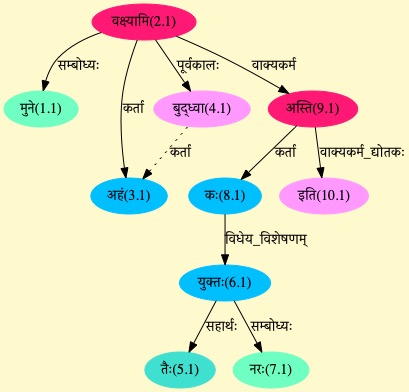 वक्ष्यामि(2.1)
सम्बोध्यः
कर्ता
पूर्वकालः
वाक्यकर्म
मुने(1.1)
बुद्ध्वा(4.1)
अस्ति(9.1)
कर्ता
कर्ता
वाक्यकर्म_द्योतकः
अहं(3.1)
कः(8.1)
इति(10.1)
विधेय_विशेषणम्
युक्तः(6.1)
सहार्थः
सम्बोध्यः
तैः(5.1)
नरः(7.1)